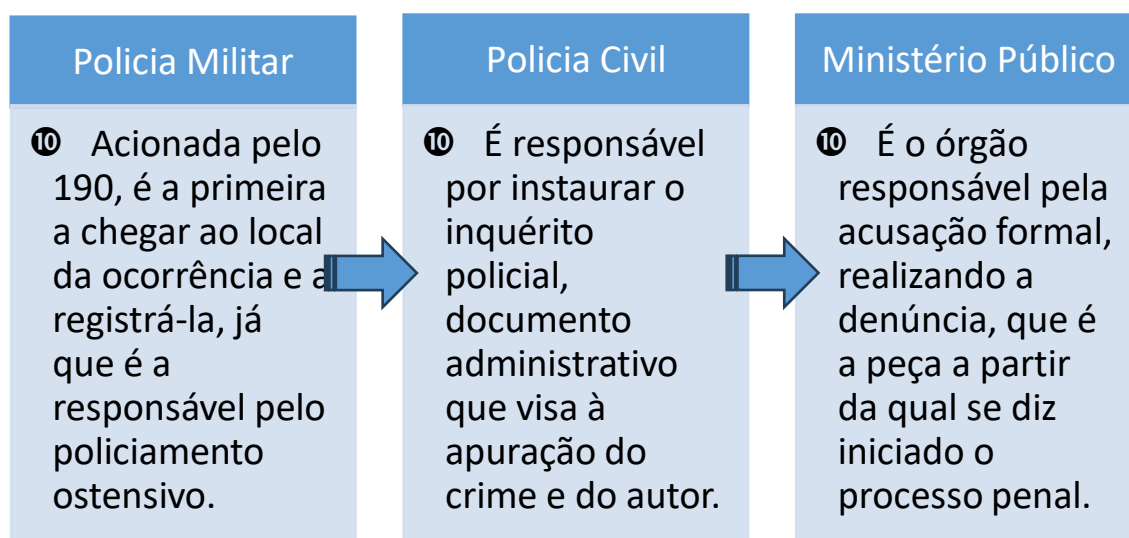 Policia Militar
❿ Acionada pelo
190, é a primeira
a chegar ao local
da ocorrência e a
registrá-la, já
que é a
responsável pelo
policiamento
ostensivo.
Policia Civil
❿ É responsável
por instaurar o
inquérito
policial,
documento
administrativo
que visa à
apuração do
crime e do autor.
Ministério Público
❿ É o órgão
responsável pela
acusação formal,
realizando a
denúncia, que é
a peça a partir
da qual se diz
iniciado o
processo penal.